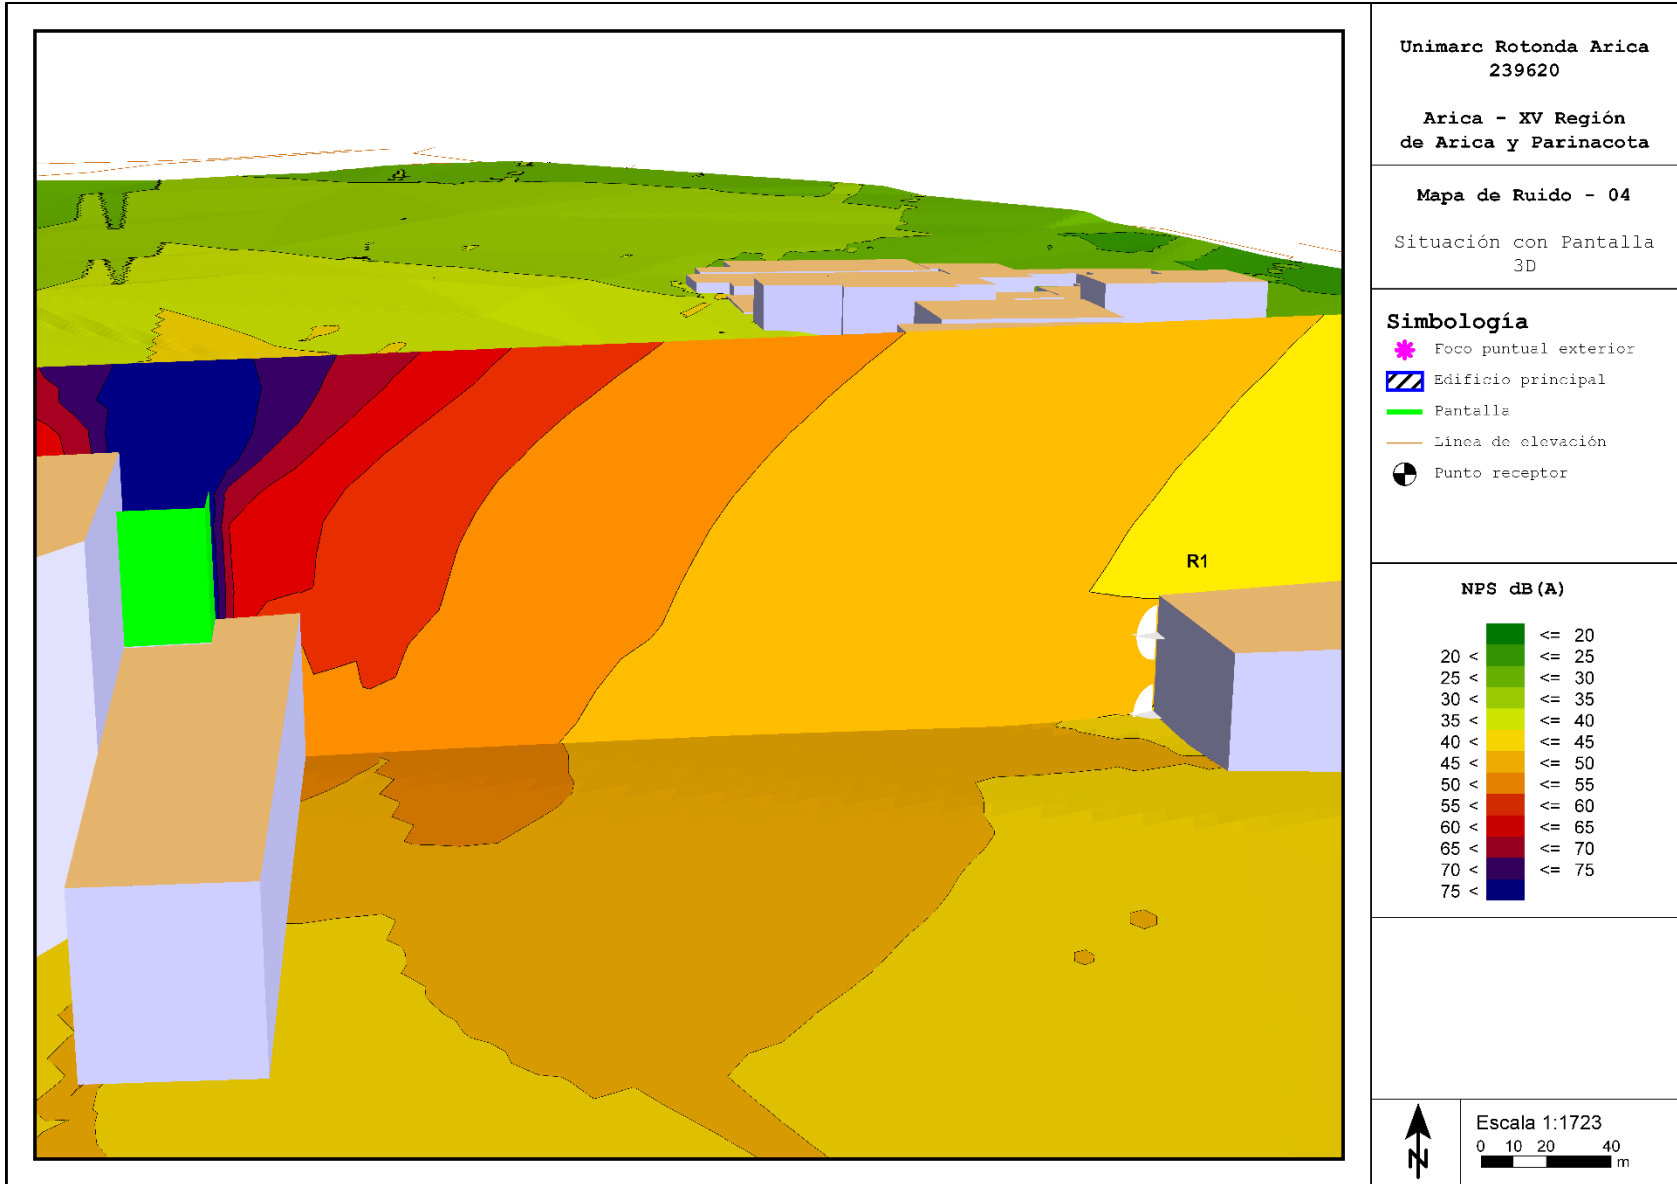 Unimarc Rotonda Arica
239620
Arica - XV Región
de Arica y Parinacota
Mapa de Ruido - 04
Situación con Pantalla
3D
Simbología
Foco puntual exterior
Edificio principal
Pantalla
Línea de elevación
Punto receptor
R1
NPS dB(A)
<= 20
20 < <= 25
25 < <= 30
30 < <= 35
35 < <= 40
40 < <= 45
45 < <= 50
50 < <= 55
55 < <= 60
60 < <= 65
65 < <= 70
70 < <= 75
75 <
N
Escala 1:1723
0 10 20 40
m